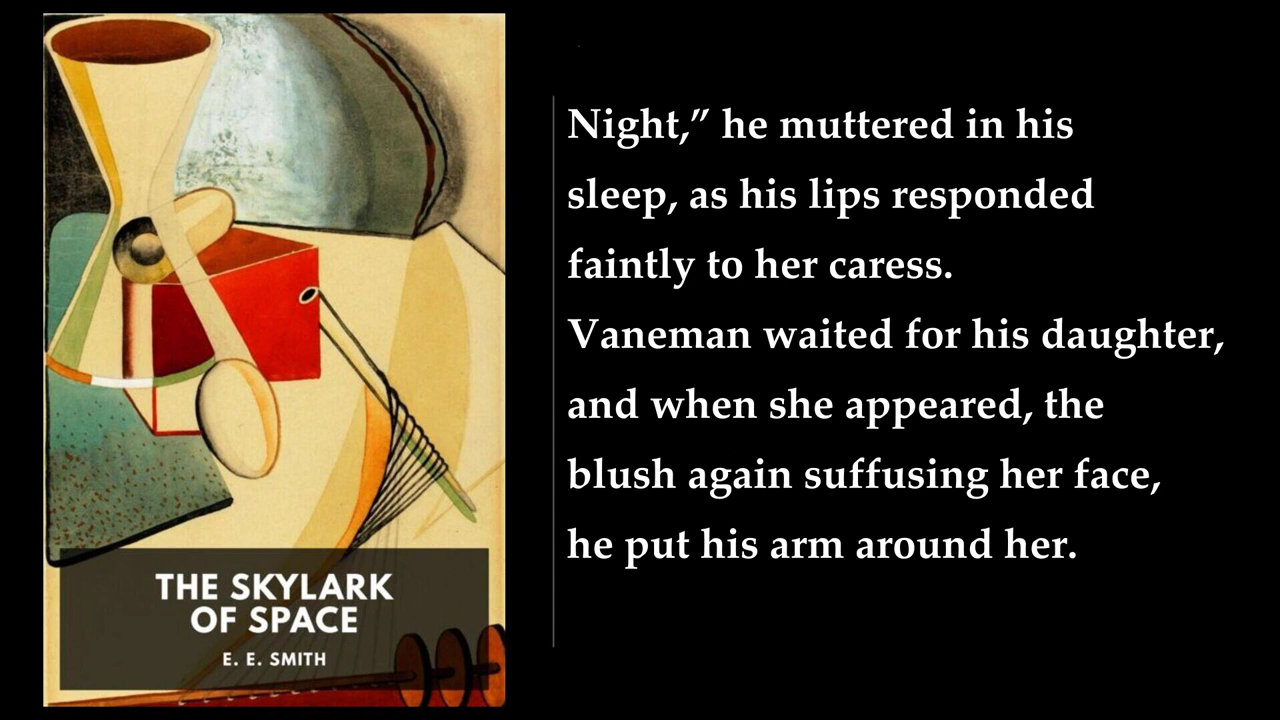 THE SKYLARK
OF SPACE
E. E. SMITH
Night,” he muttered in his
sleep, as his lips responded
faintly to her caress.
Vaneman waited for his daughter,
and when she appeared, the
blush again suffusing her face,
he put his arm around her.